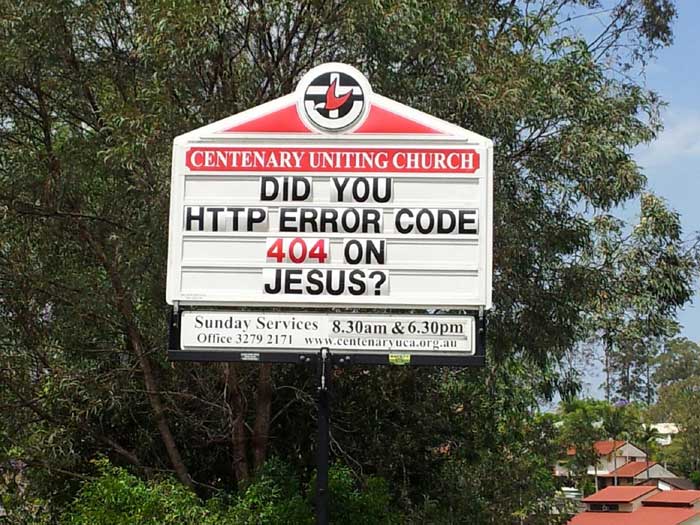 CENTENARY UNITING CHURCH
DID YOU
HTTP ERROR CODE
404 ON
JESUS?
Sunday Services 8.30am & 6.30pm
Office 3279 2171 www.centenaryuca.org.au